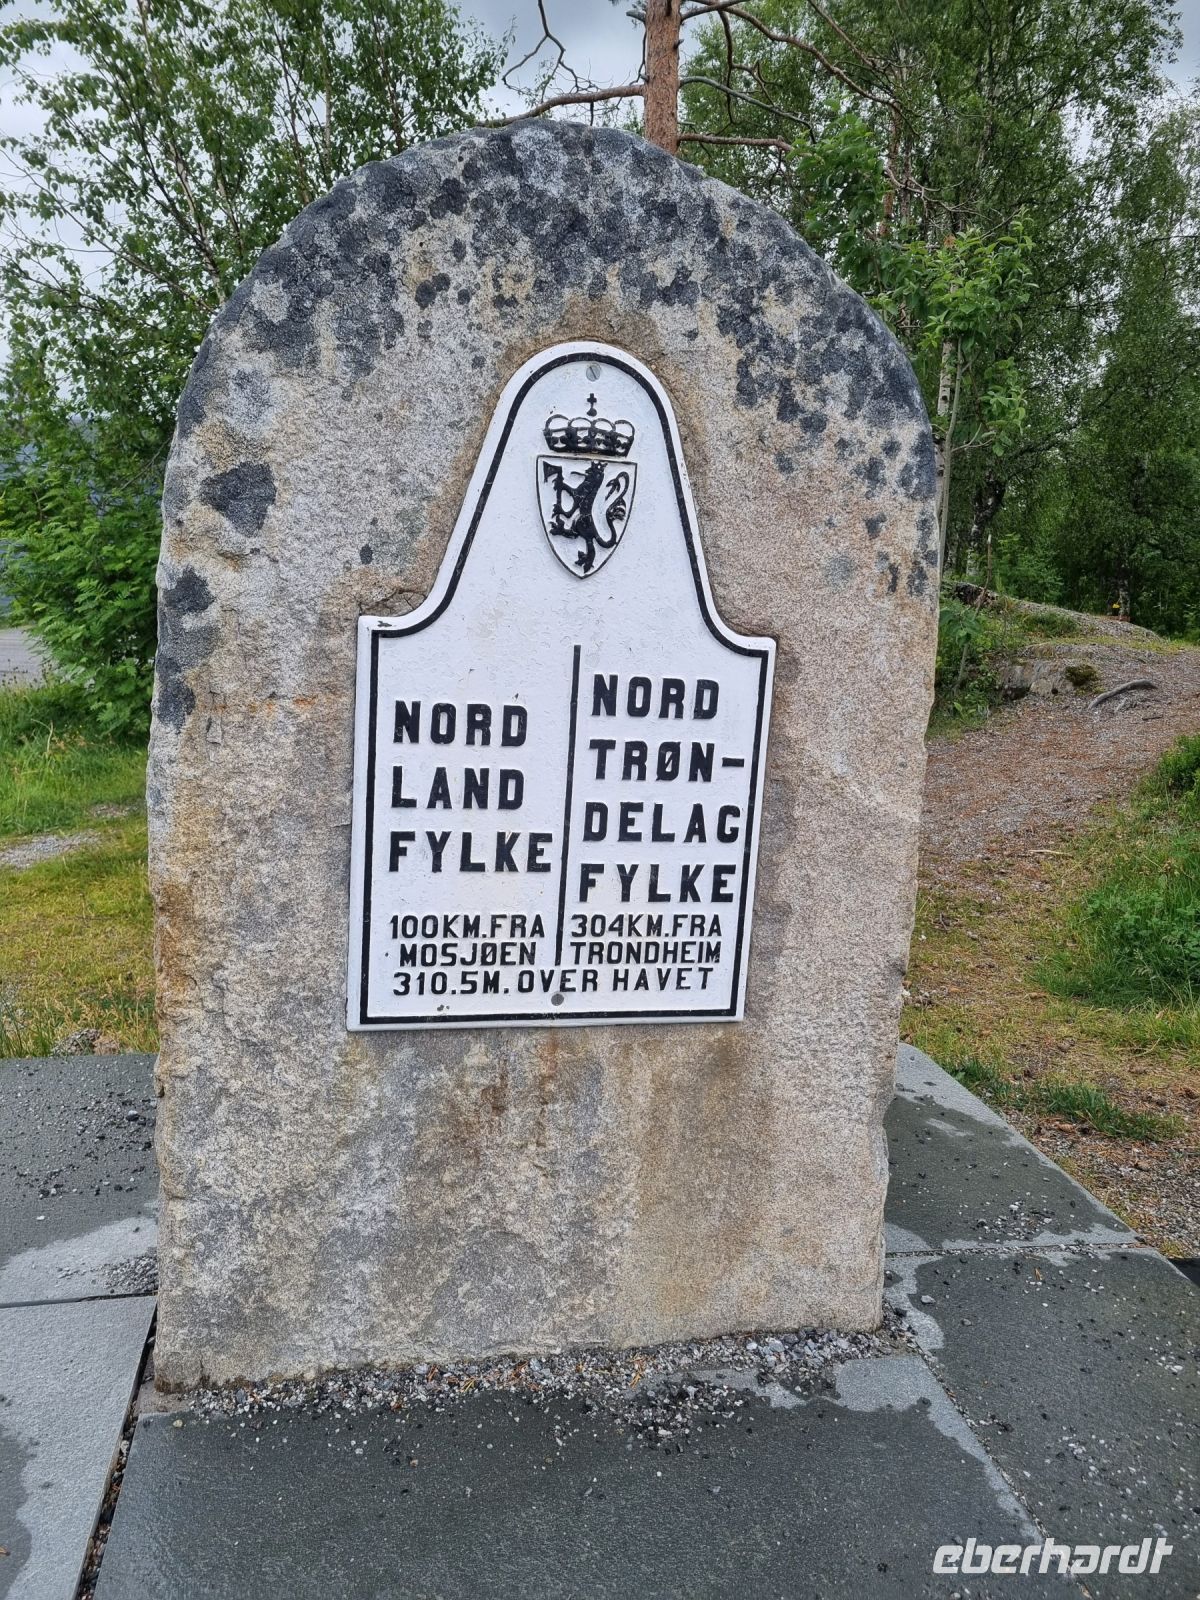 NORD
LAND
FYLKE
100KM.FRA
MOSJØEN
NORD
TRØN-
DELAG
FYLKE
304KM.FRA
TRONDHEIM
310.5M. OVER HAVET
eberhardt